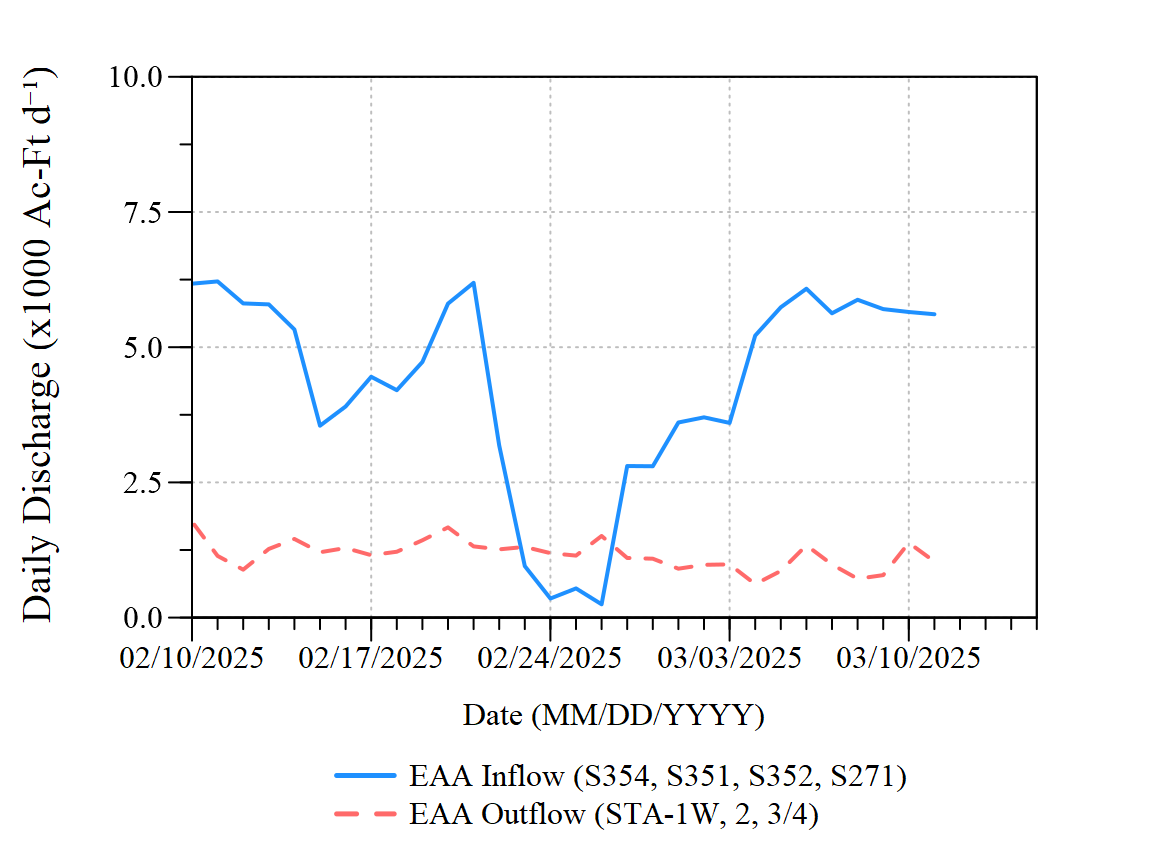 Daily Discharge (x1000 Ac-Ft d⁻¹)
10.0
7.5
5.0
2.5
0.0
02/10/2025 02/17/2025 02/24/2025 03/03/2025 03/10/2025
Date (MM/DD/YYYY)
EAA Inflow (S354, S351, S352, S271)
EAA Outflow (STA-1W, 2, 3/4)